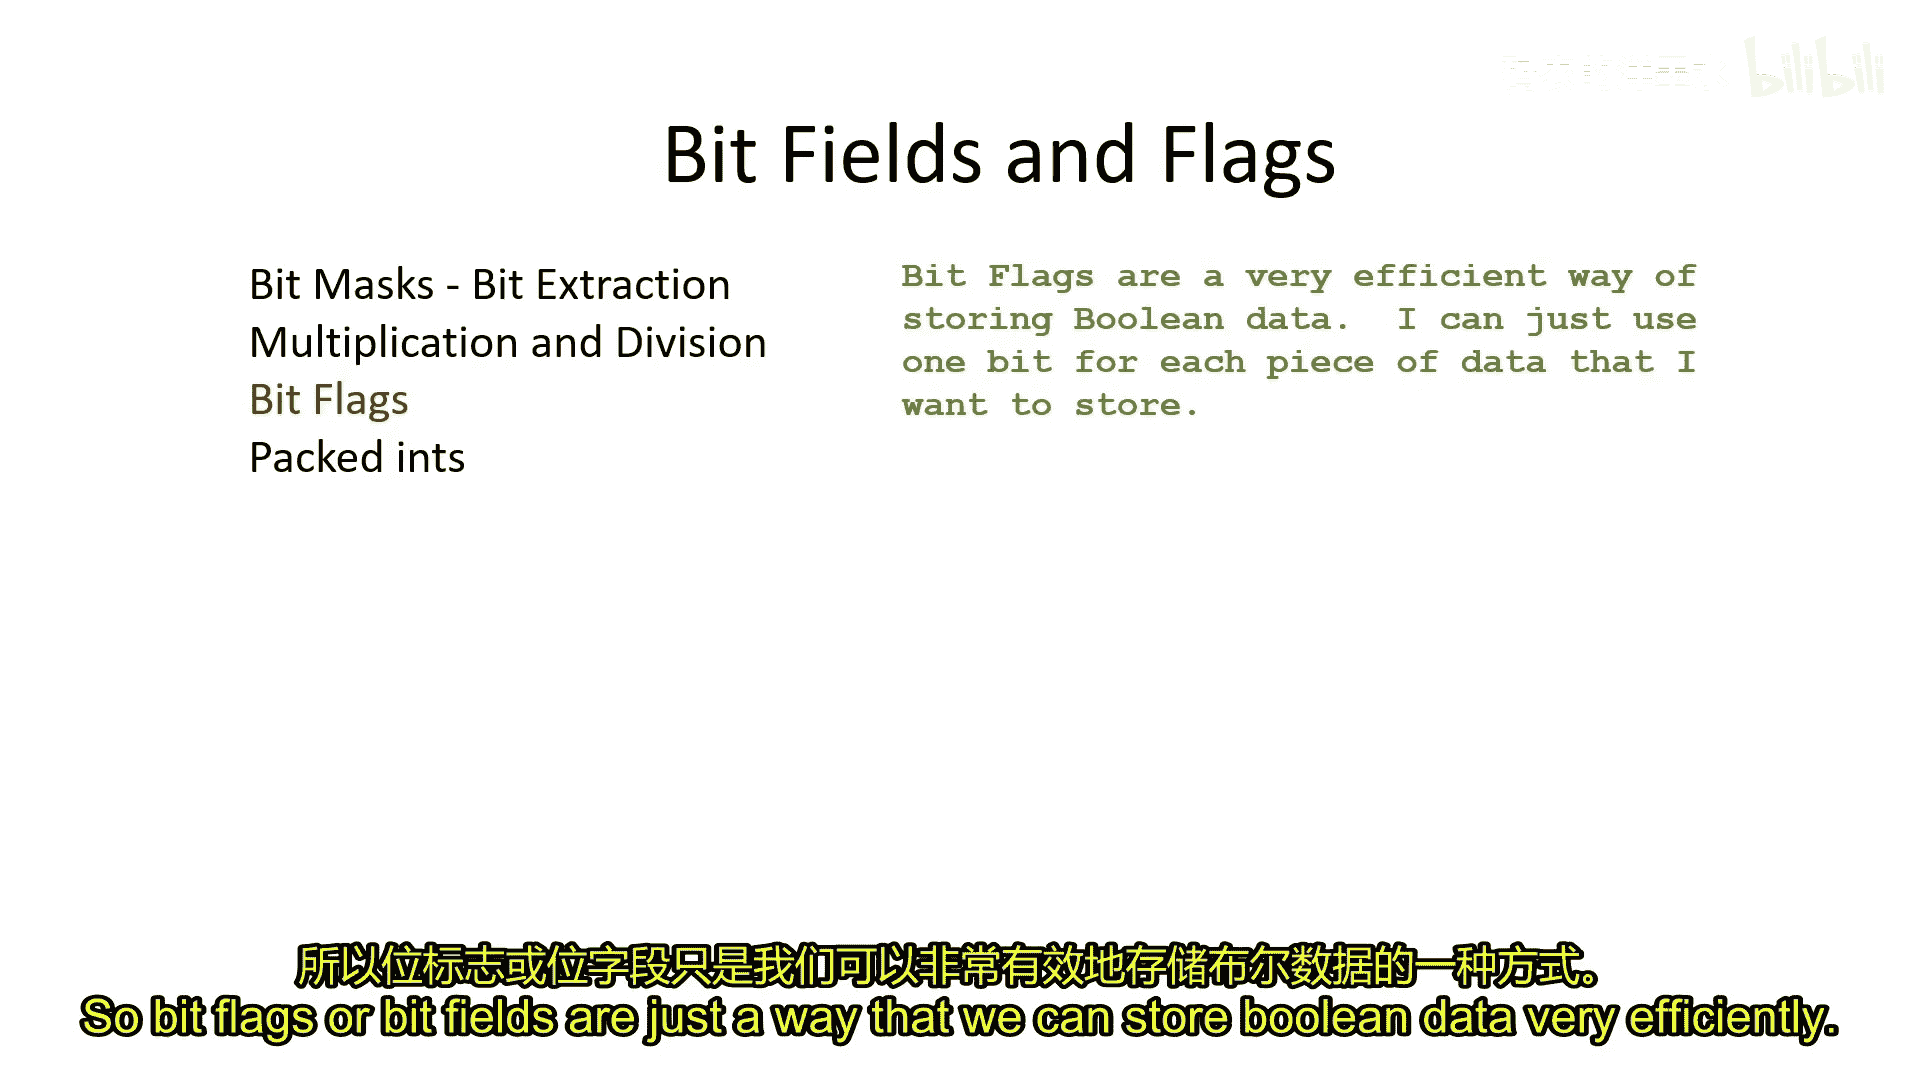 bilibili
Bit Fields and Flags
Bit Masks - Bit Extraction
Multiplication and Division
Bit Flags
Packed ints
Bit Flags are a very efficient way of
storing Boolean data.  I can just use
one bit for each piece of data that I
want to store.
所以位标志或位字段只是我们可以非常有效地存储布尔数据的一种方式。
So bit flags or bit fields are just a way that we can store boolean data very efficiently.